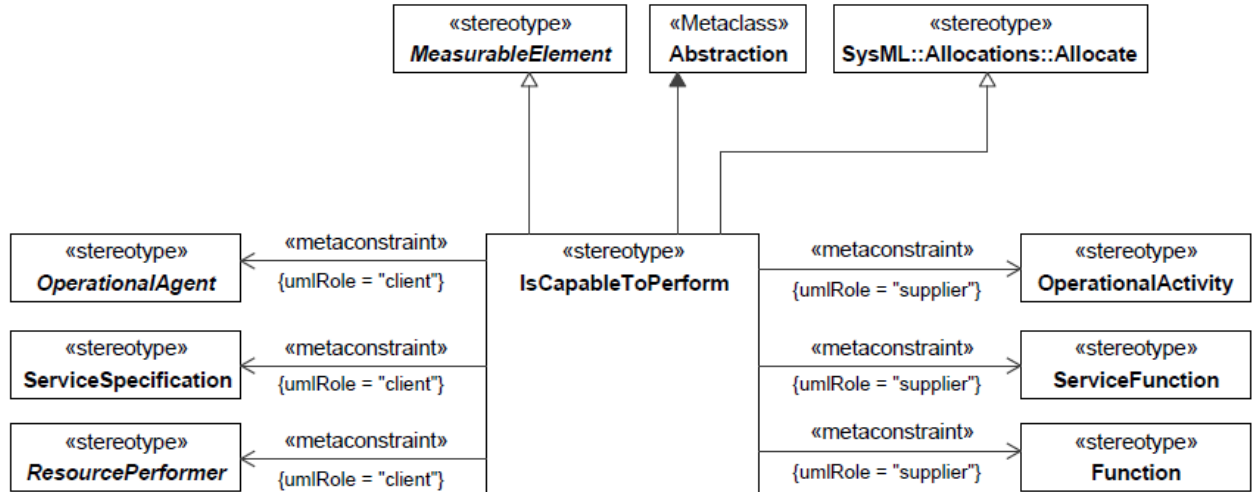 «stereotype»
MeasurableElement
«Metaclass»
Abstraction
«stereotype»
SysML::Allocations::Allocate
«stereotype»
OperationalAgent
«metaconstraint»
{umlRole = "client"}
«stereotype»
IsCapableToPerform
«metaconstraint»
{umlRole = "supplier"}
«stereotype»
OperationalActivity
«stereotype»
ServiceSpecification
«metaconstraint»
{umlRole = "client"}
«metaconstraint»
{umlRole = "supplier"}
«stereotype»
ServiceFunction
«stereotype»
ResourcePerformer
«metaconstraint»
{umlRole = "client"}
«metaconstraint»
{umlRole = "supplier"}
«stereotype»
Function